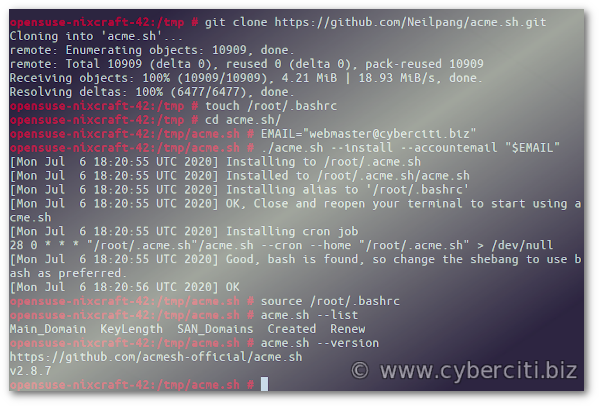 opensuse-nixcraft-42:/tmp # git clone https://github.com/Neilpang/acme.sh.git
Cloning into 'acme.sh'...
remote: Enumerating objects: 10909, done.
remote: Total 10909 (delta 0), reused 0 (delta 0), pack-reused 10909
Receiving objects: 100% (10909/10909), 4.21 MiB | 18.93 MiB/s, done.
Resolving deltas: 100% (6477/6477), done.
opensuse-nixcraft-42:/tmp # touch /root/.bashrc
opensuse-nixcraft-42:/tmp # cd acme.sh/
opensuse-nixcraft-42:/tmp/acme.sh # EMAIL="webmaster@cyberciti.biz"
opensuse-nixcraft-42:/tmp/acme.sh # ./acme.sh --install --accountemail "$EMAIL"
[Mon Jul  6 18:20:55 UTC 2020] Installing to /root/.acme.sh
[Mon Jul  6 18:20:55 UTC 2020] Installed to /root/.acme.sh/acme.sh
[Mon Jul  6 18:20:55 UTC 2020] Installing alias to '/root/.bashrc'
[Mon Jul  6 18:20:55 UTC 2020] OK, Close and reopen your terminal to start using a
cme.sh
[Mon Jul  6 18:20:55 UTC 2020] Installing cron job
28 0 * * * "/root/.acme.sh"/acme.sh --cron --home "/root/.acme.sh" > /dev/null
[Mon Jul  6 18:20:55 UTC 2020] Good, bash is found, so change the shebang to use b
ash as preferred.
[Mon Jul  6 18:20:56 UTC 2020] OK
opensuse-nixcraft-42:/tmp/acme.sh # source /root/.bashrc
opensuse-nixcraft-42:/tmp/acme.sh # acme.sh --list
Main_Domain  KeyLength  SAN_Domains  Created  Renew
opensuse-nixcraft-42:/tmp/acme.sh # acme.sh --version
https://github.com/acmesh-official/acme.sh
v2.8.7
opensuse-nixcraft-42:/tmp/acme.sh #
© www.cyberciti.biz